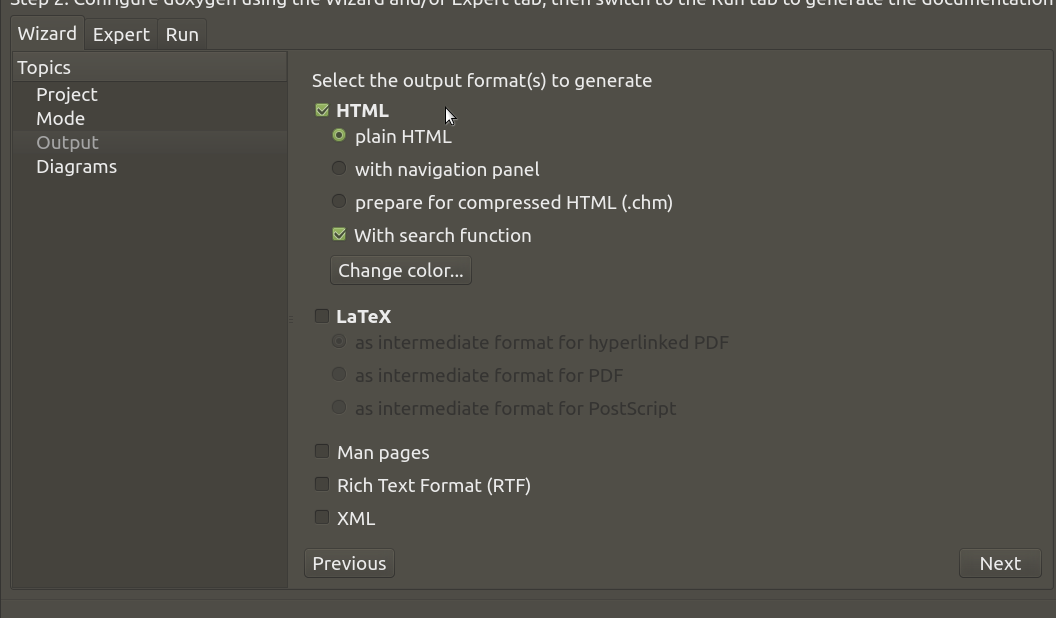 Step 2: Configure doxygen using the Wizard and/or Expert tab, then switch to the Run tab to generate the documentation
Wizard Expert Run
Topics
Project
Mode
Output
Diagrams
Select the output format(s) to generate
HTML
plain HTML
with navigation panel
prepare for compressed HTML (.chm)
With search function
Change color...
LaTeX
as intermediate format for hyperlinked PDF
as intermediate format for PDF
as intermediate format for PostScript
Man pages
Rich Text Format (RTF)
XML
Previous Next